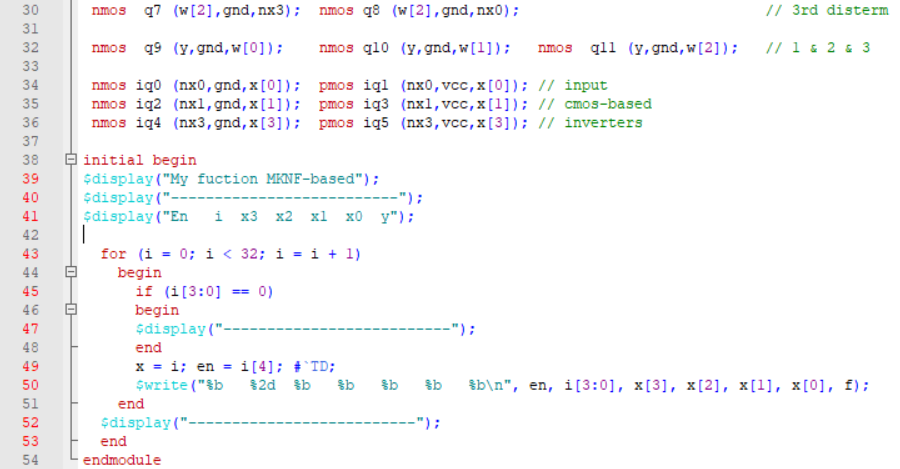 30 nmos q7 (w[2],gnd,nx3); nmos q8 (w[2],gnd,nx0); // 3rd disterm
31
32 nmos q9 (y,gnd,w[0]); nmos q10 (y,gnd,w[1]); nmos q11 (y,gnd,w[2]); // 1 & 2 & 3
33
34 nmos iq0 (nx0,gnd,x[0]); pmos iq1 (nx0,vcc,x[0]); // input
35 nmos iq2 (nx1,gnd,x[1]); pmos iq3 (nx1,vcc,x[1]); // cmos-based
36 nmos iq4 (nx3,gnd,x[3]); pmos iq5 (nx3,vcc,x[3]); // inverters
37
38 initial begin
39 $display("My fuction MKNF-based");
40 $display("--------------------------");
41 $display("En   i  x3  x2  x1  x0  y");
42
43 for (i = 0; i < 32; i = i + 1)
44 begin
45 if (i[3:0] == 0)
46 begin
47 $display("--------------------------");
48 end
49 x = i; en = i[4]; #`TD;
50 $write("%b   %2d  %b   %b   %b   %b   %b\n", en, i[3:0], x[3], x[2], x[1], x[0], f);
51 end
52 $display("--------------------------");
53 end
54 endmodule